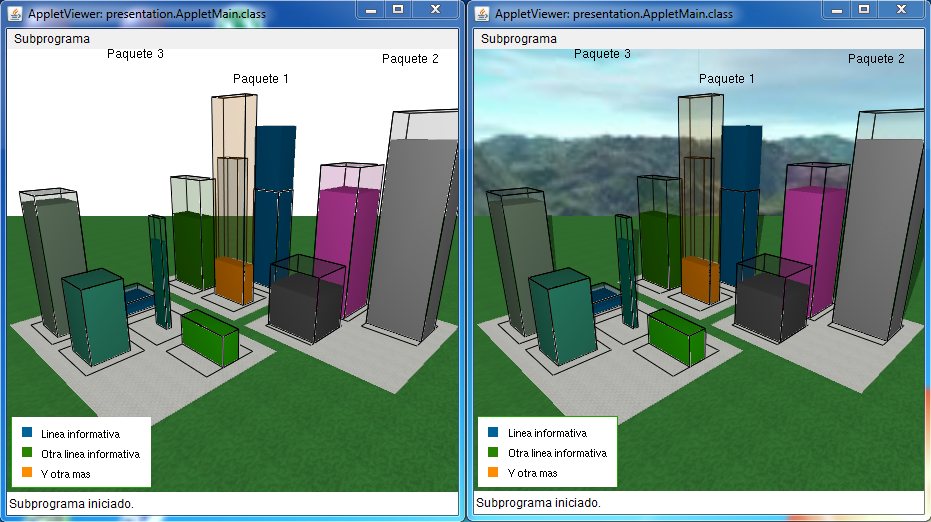 AppletViewer: presentation.AppletMain.class
Subprograma
Paquete 3
Paquete 2
Paquete 1
Linea informativa
Otra linea informativa
Y otra mas
Subprograma iniciado.
AppletViewer: presentation.AppletMain.class
Subprograma
Paquete 3
Paquete 2
Paquete 1
Linea informativa
Otra linea informativa
Y otra mas
Subprograma iniciado.